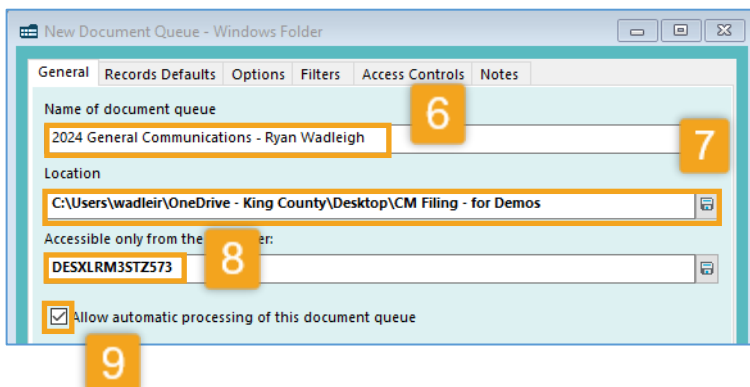 New Document Queue - Windows Folder
General Records Defaults Options Filters Access Controls Notes
Name of document queue
6
2024 General Communications - Ryan Wadleigh
7
Location
C:\Users\wadleir\OneDrive - King County\Desktop\CM Filing - for Demos
Accessible only from the er:
8
DESXLRM3STZ573
Allow automatic processing of this document queue
9